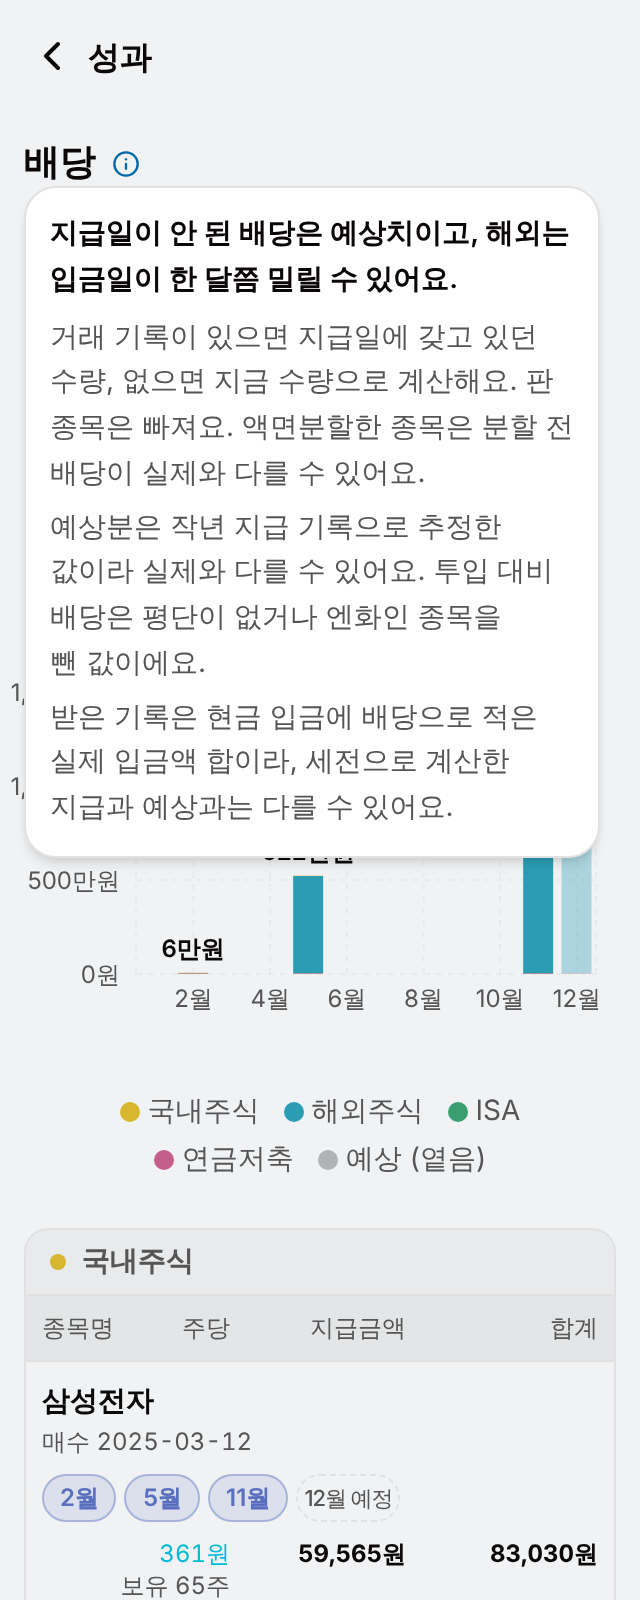 성과
배당
지급일이 안 된 배당은 예상치이고, 해외는
입금일이 한 달쯤 밀릴 수 있어요.
거래 기록이 있으면 지급일에 갖고 있던
수량, 없으면 지금 수량으로 계산해요. 판
종목은 빠져요. 액면분할한 종목은 분할 전
배당이 실제와 다를 수 있어요.
예상분은 작년 지급 기록으로 추정한
값이라 실제와 다를 수 있어요. 투입 대비
배당은 평단이 없거나 엔화인 종목을
뺀 값이에요.
받은 기록은 현금 입금에 배당으로 적은
실제 입금액 합이라, 세전으로 계산한
지급과 예상과는 다를 수 있어요.
1,
1,
500만원
6만원
0원
2월 4월 6월 8월 10월 12월
국내주식 해외주식 ISA
연금저축 예상 (옅음)
국내주식
종목명 주당 지급금액 합계
삼성전자
매수 2025-03-12
2월 5월 11월 12월 예정
361원 59,565원 83,030원
보유 65주